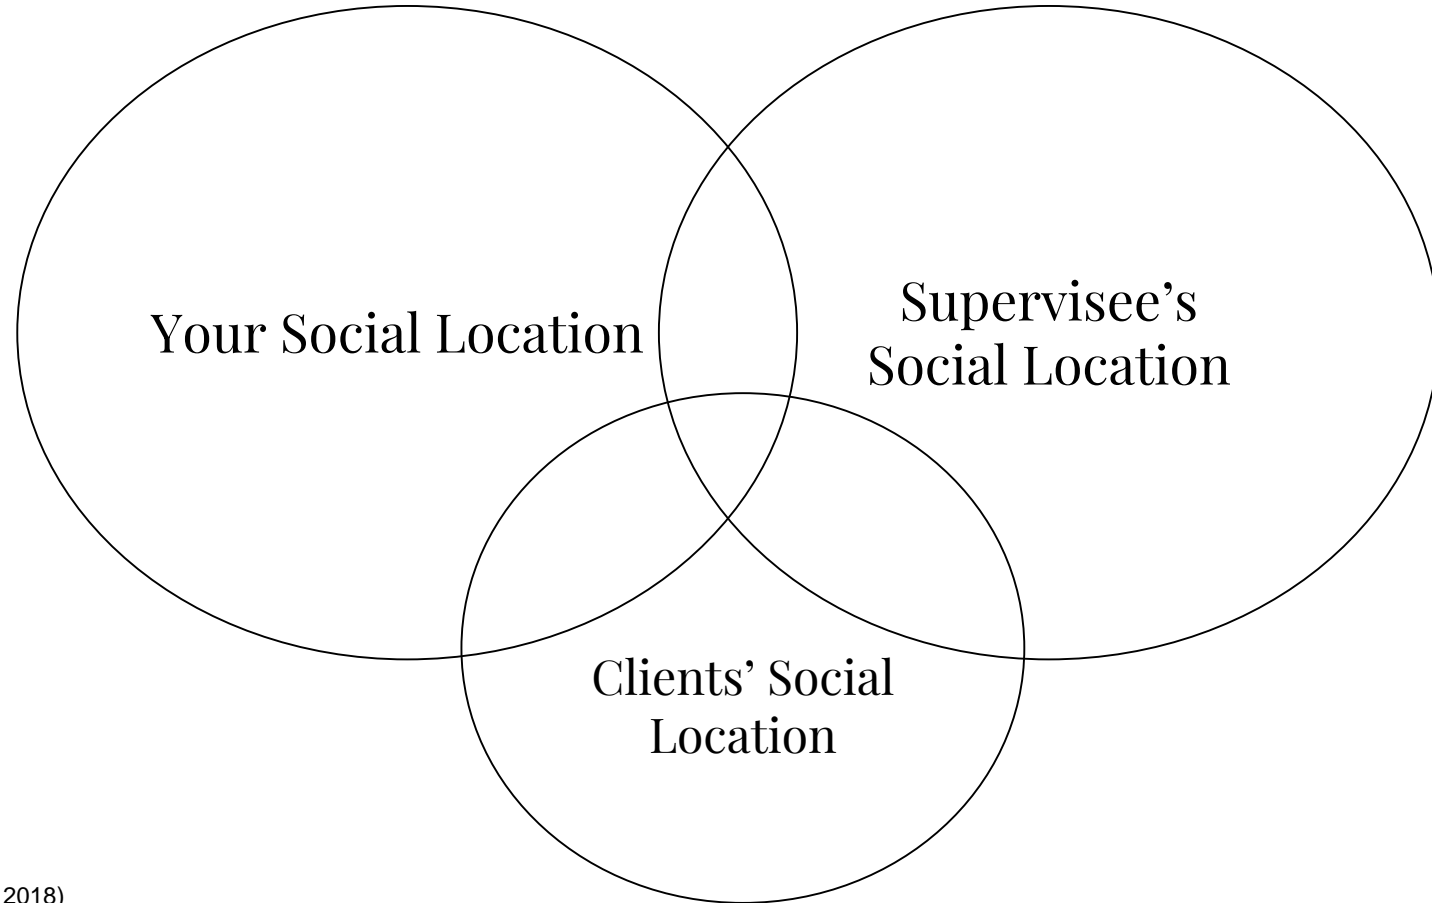 Your Social Location
Supervisee’s
Social Location
Clients’ Social
Location
2018)